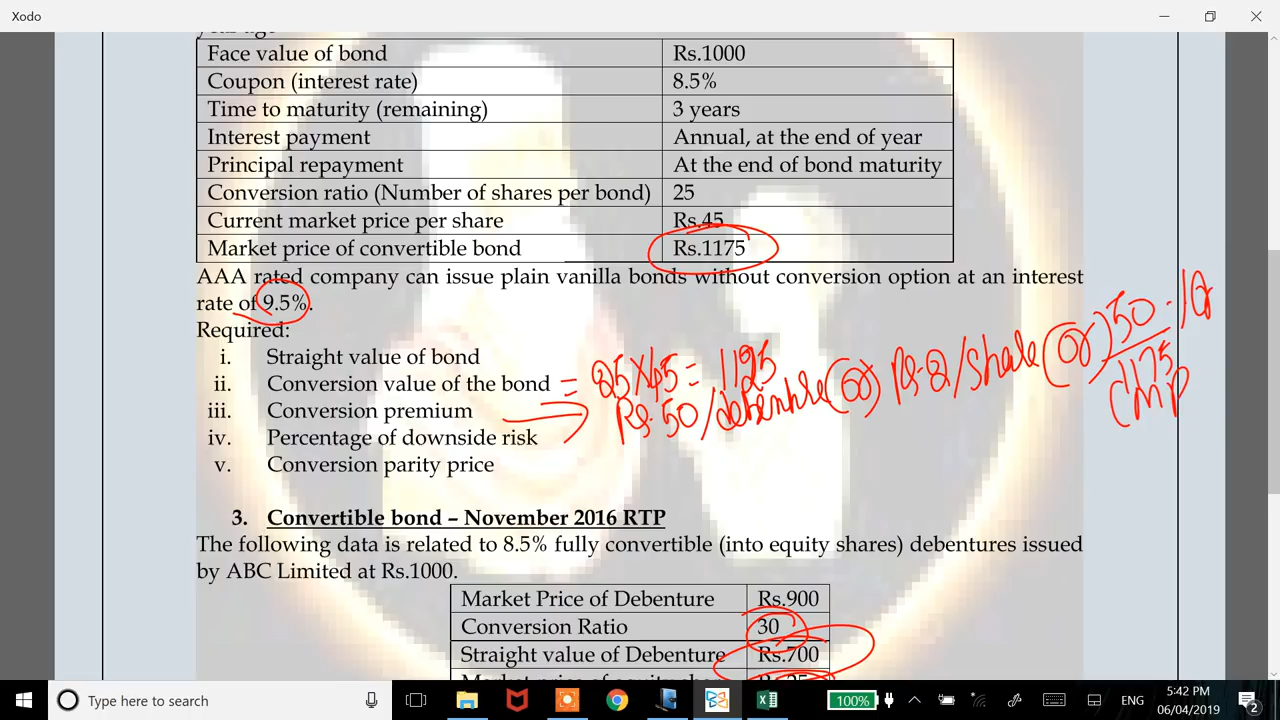 Xodo
Face value of bond Rs.1000
Coupon (interest rate) 8.5%
Time to maturity (remaining) 3 years
Interest payment Annual, at the end of year
Principal repayment At the end of bond maturity
Conversion ratio (Number of shares per bond) 25
Current market price per share Rs.45
Market price of convertible bond Rs.1175
AAA rated company can issue plain vanilla bonds without conversion option at an interest
rate of 9.5%.
Required:
i. Straight value of bond
ii. Conversion value of the bond = 25 X 45 = 1125
iii. Conversion premium Rs. 50/debenture (or) Rs. 2/share (or) 50
1175
CMP
iv. Percentage of downside risk
v. Conversion parity price
3. Convertible bond – November 2016 RTP
The following data is related to 8.5% fully convertible (into equity shares) debentures issued
by ABC Limited at Rs.1000.
Market Price of Debenture Rs.900
Conversion Ratio 30
Straight value of Debenture Rs.700
Type here to search
100%
ENG
5:42 PM
06/04/2019
2